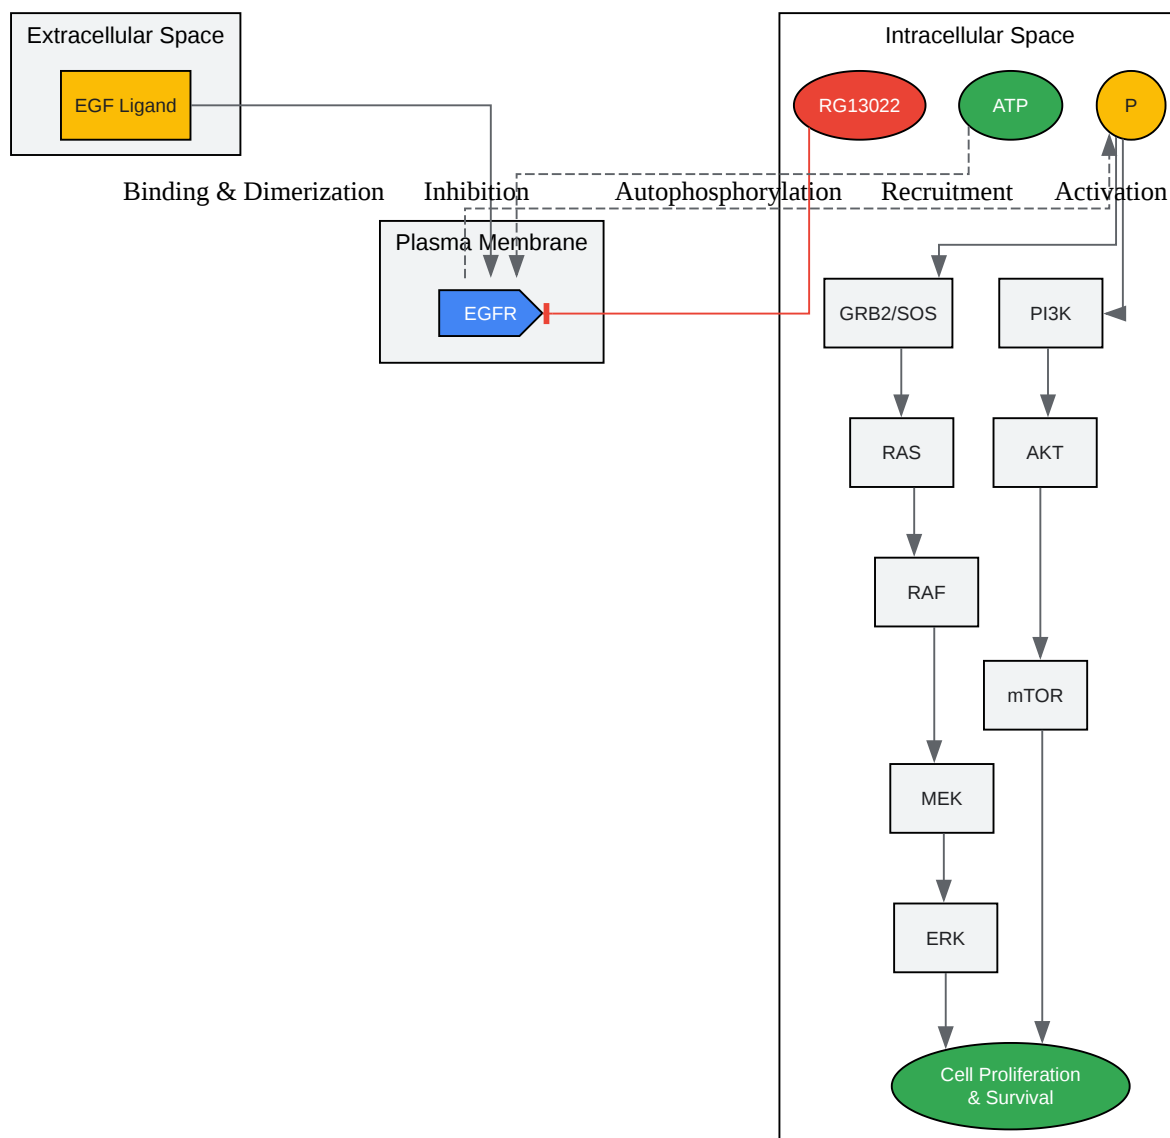 Extracellular Space
Intracellular Space
EGF Ligand
RG13022
ATP
P
Binding & Dimerization
Inhibition
Autophosphorylation
Recruitment
Activation
Plasma Membrane
EGFR
GRB2/SOS
PI3K
RAS
AKT
RAF
mTOR
MEK
ERK
Cell Proliferation
& Survival